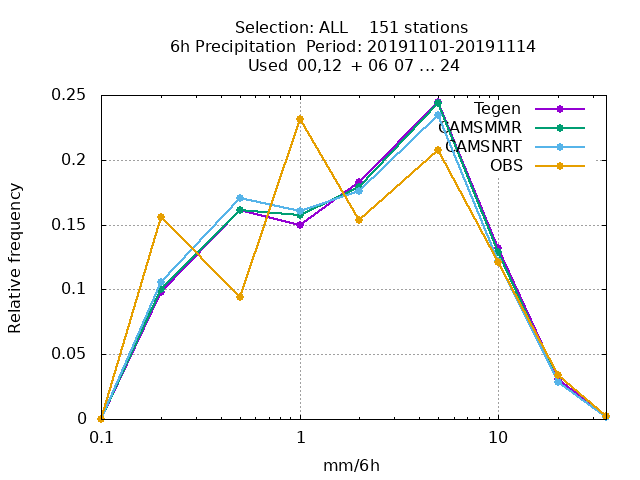 Selection: ALL    151 stations
6h Precipitation  Period: 20191101-20191114
Used  00,12  + 06 07 ... 24
Relative frequency
0.25
0.2
0.15
0.1
0.05
0
0.1
1
10
mm/6h
Tegen
CAMSMMR
CAMSNRT
OBS